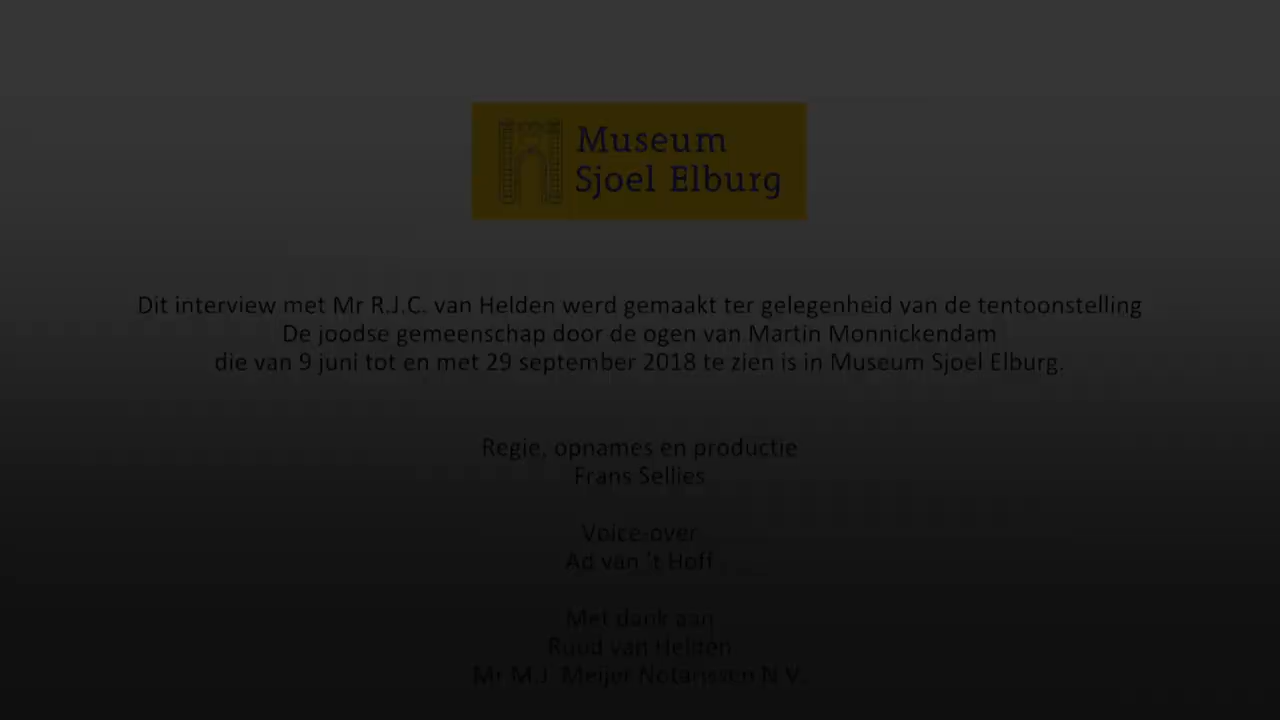 Museum
Sjoel Elburg
Dit interview met Mr R.J.C. van Helden werd gemaakt ter gelegenheid van de tentoonstelling
De joodse gemeenschap door de ogen van Martin Monnickendam
die van 9 juni tot en met 29 september 2018 te zien is in Museum Sjoel Elburg.
Regie, opnames en productie
Frans Sellies
Voice-over
Ad van 't Hoff
Met dank aan
Ruud van Helden
Mr M.J. Meijer Notarissen N.V.